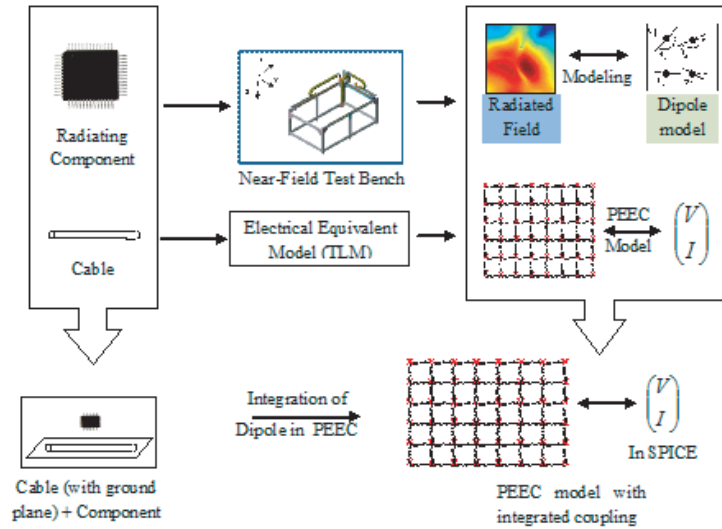 Radiating
Component
Near-Field Test Bench
Radiated
Field
Modeling
Dipole
model
Cable
Electrical Equivalent
Model (TLM)
PEEC
Model
V
I
Cable (with ground
plane) + Component
Integration of
Dipole in PEEC
V
I
In SPICE
PEEC model with
integrated coupling